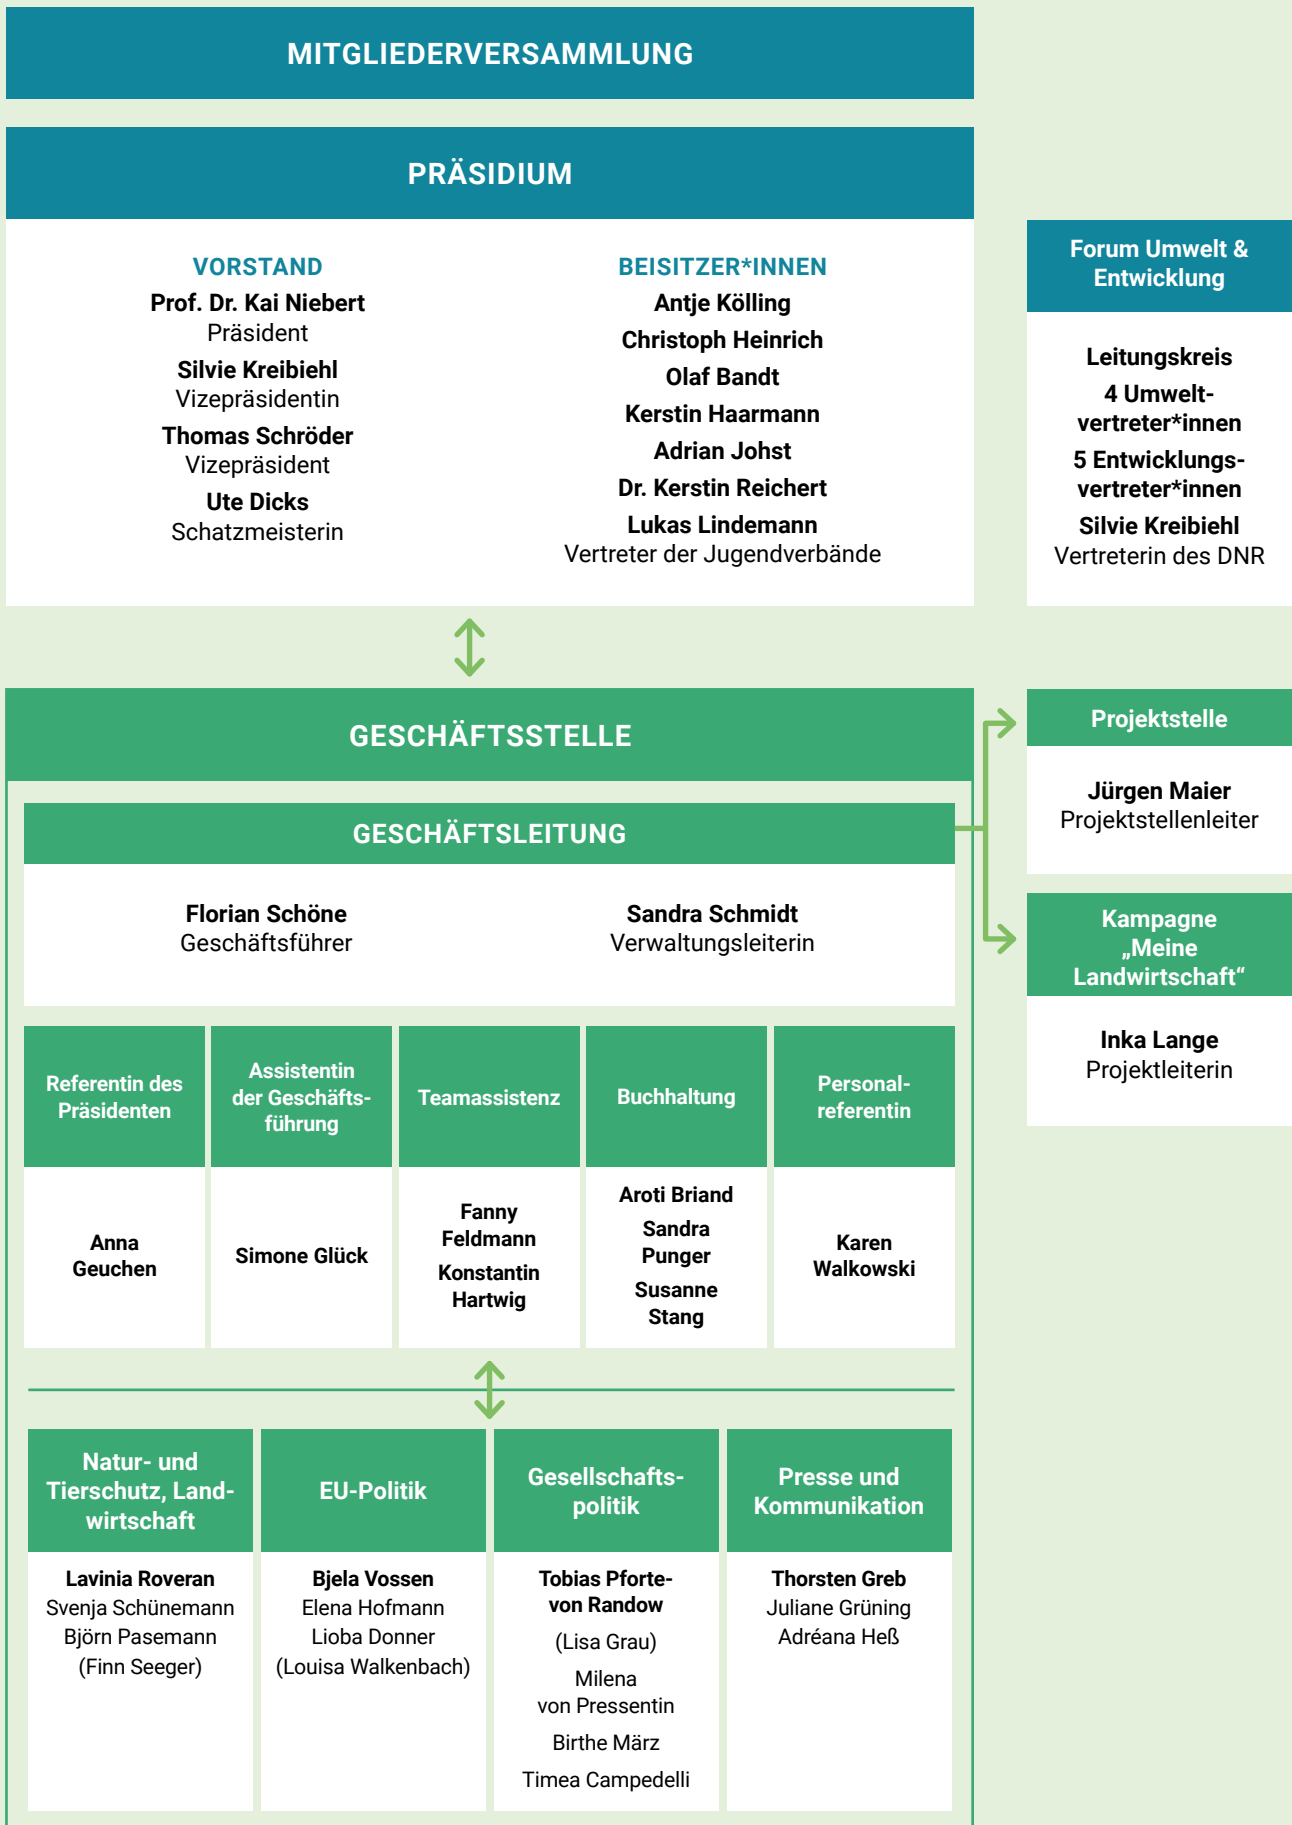 MITGLIEDERVERSAMMLUNG
PRÄSIDIUM
VORSTAND
Prof. Dr. Kai Niebert
Präsident
Silvie Kreibiehl
Vizepräsidentin
Thomas Schröder
Vizepräsident
Ute Dicks
Schatzmeisterin
BEISITZER*INNEN
Antje Kölling
Christoph Heinrich
Olaf Bandt
Kerstin Haarmann
Adrian Johst
Dr. Kerstin Reichert
Lukas Lindemann
Vertreter der Jugendverbände
Forum Umwelt &
Entwicklung
Leitungskreis
4 Umwelt-
vertreter*innen
5 Entwicklungs-
vertreter*innen
Silvie Kreibiehl
Vertreterin des DNR
GESCHÄFTSSTELLE
GESCHÄFTSLEITUNG
Florian Schöne
Geschäftsführer
Sandra Schmidt
Verwaltungsleiterin
Projektstelle
Jürgen Maier
Projektstellenleiter
Kampagne
„Meine
Landwirtschaft“
Inka Lange
Projektleiterin
Referentin des
Präsidenten
Anna
Geuchen
Assistentin
der Geschäfts-
führung
Simone Glück
Teamassistenz
Fanny
Feldmann
Konstantin
Hartwig
Buchhaltung
Aroti Briand
Sandra
Punger
Susanne
Stang
Personal-
referentin
Karen
Walkowski
Natur- und
Tierschutz, Land-
wirtschaft
Lavinia Roveran
Svenja Schünemann
Björn Pasemann
(Finn Seeger)
EU-Politik
Bjela Vossen
Elena Hofmann
Lioba Donner
(Louisa Walkenbach)
Gesellschafts-
politik
Tobias Pforte-
von Randow
(Lisa Grau)
Milena
von Pressentin
Birthe März
Timea Campedelli
Presse und
Kommunikation
Thorsten Greb
Juliane Grüning
Adréana Heß